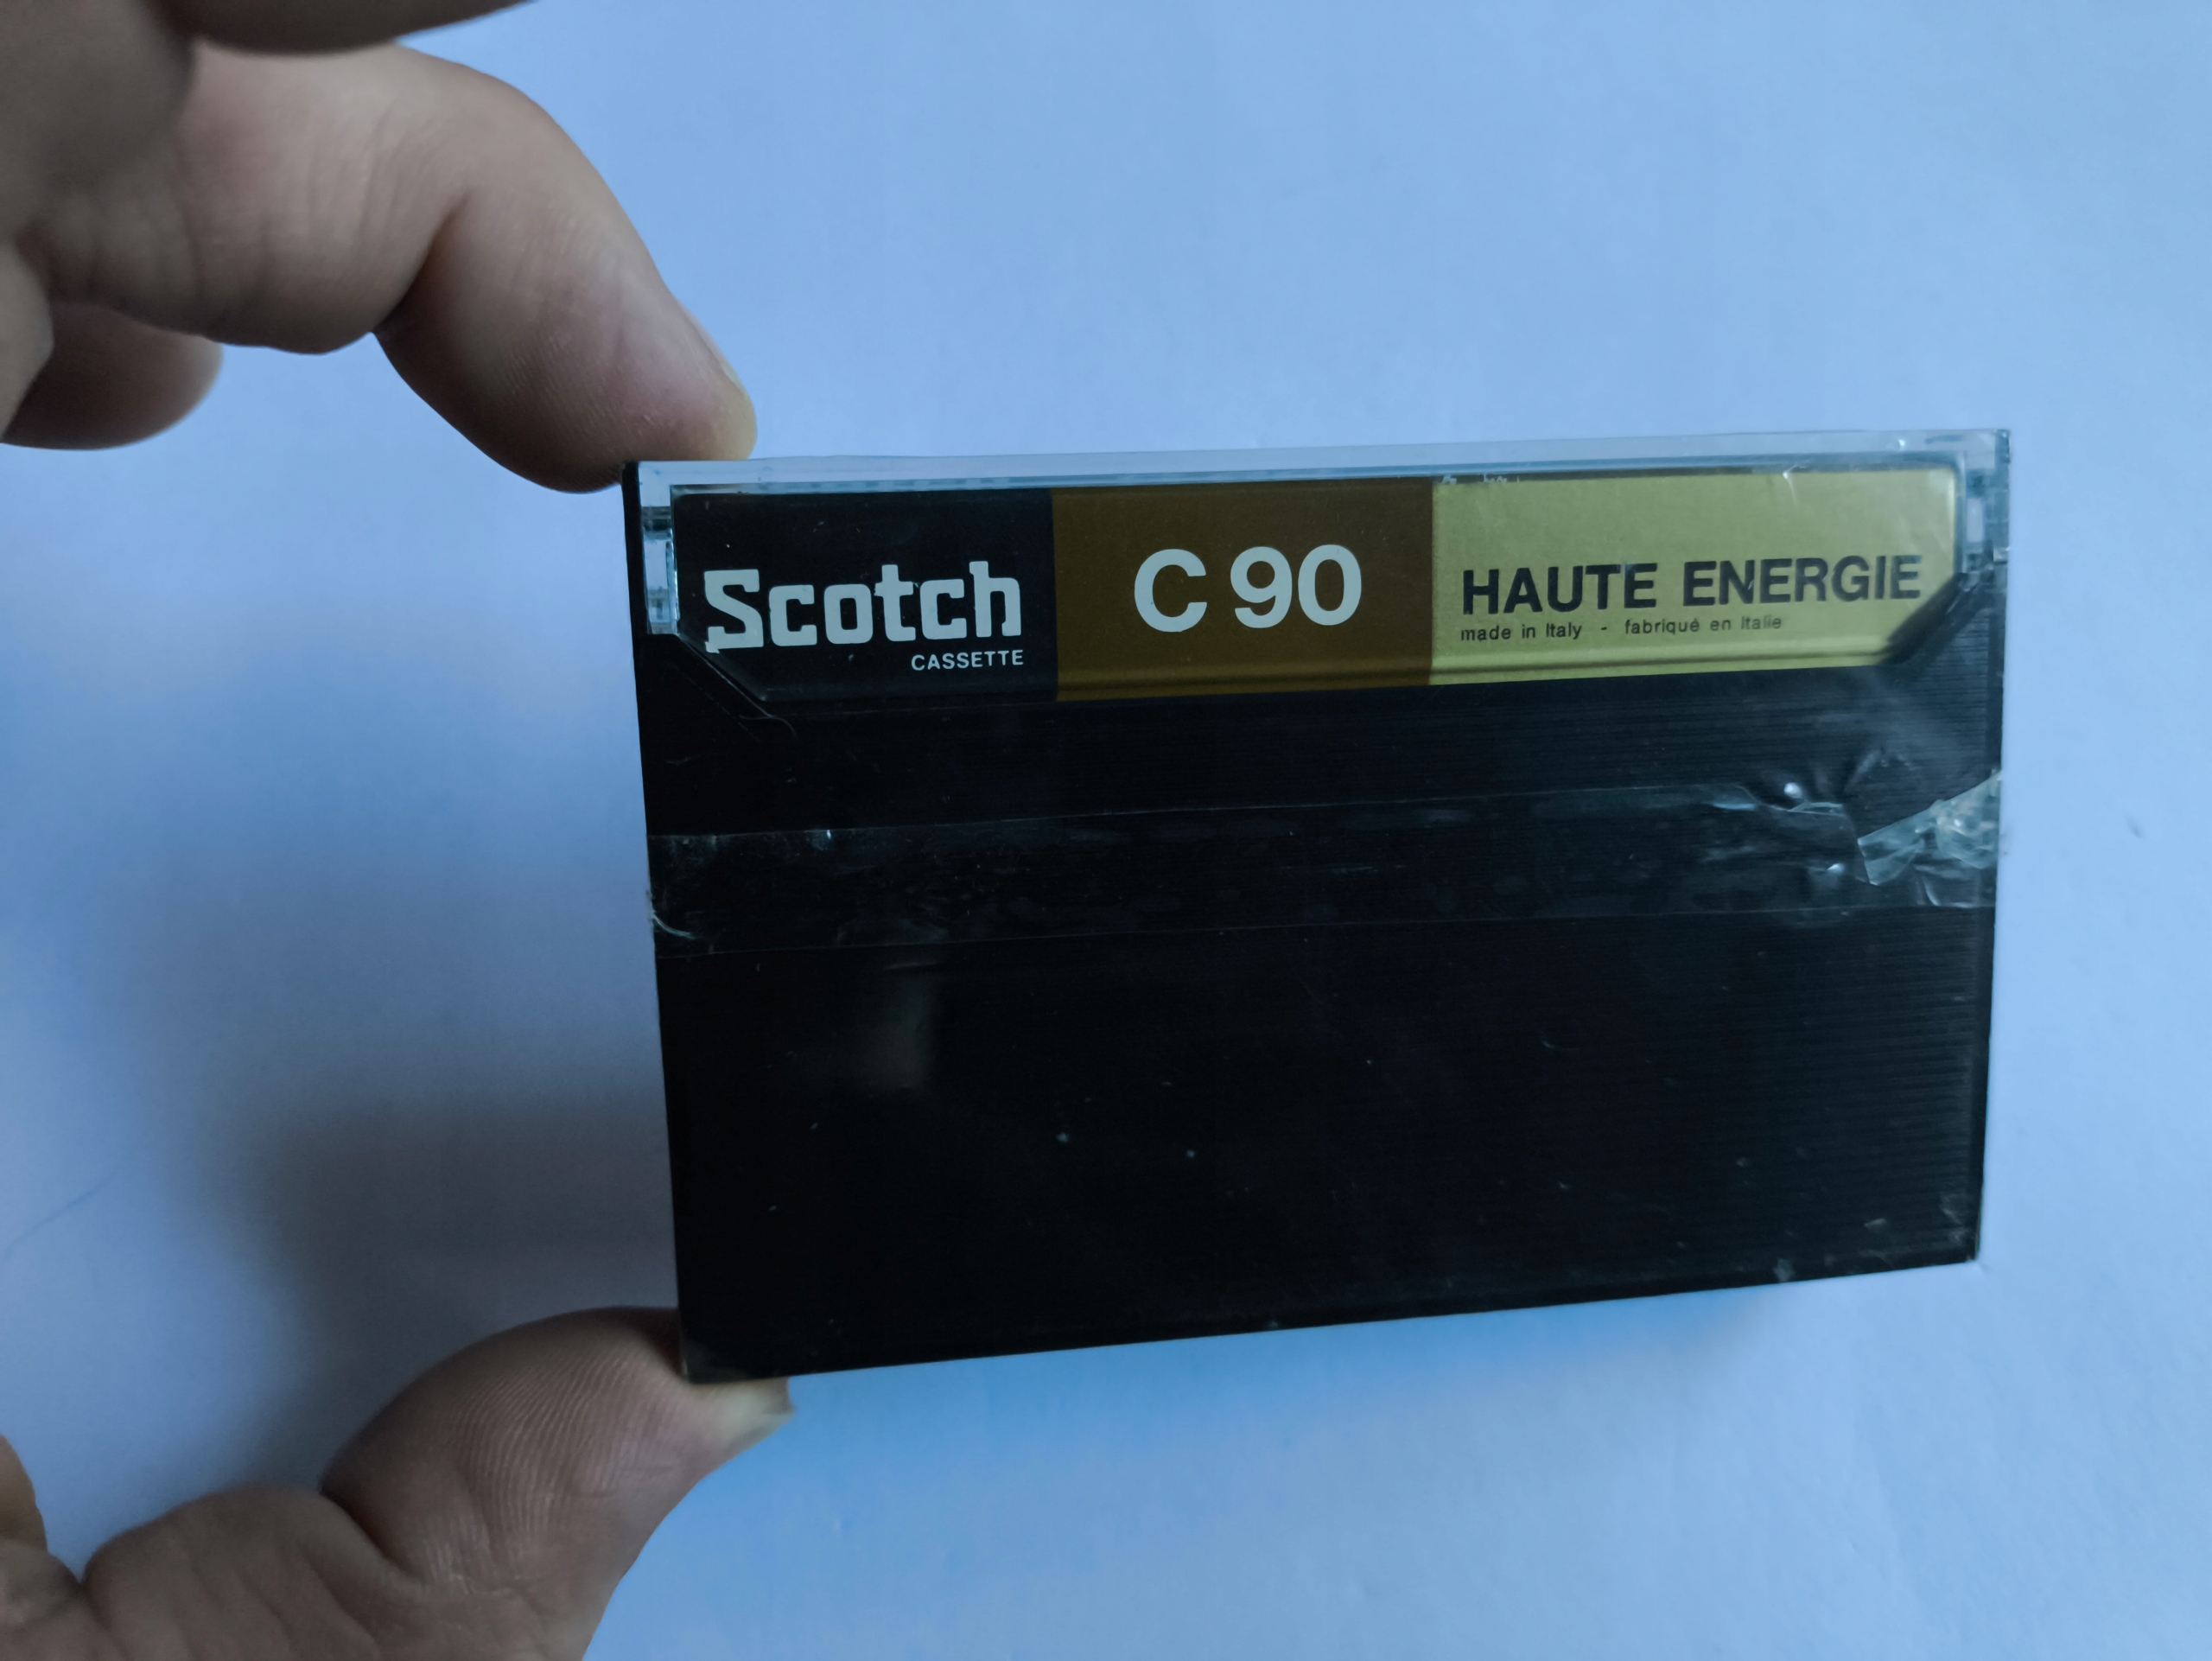 Scotch
CASSETTE
C 90
HAUTE ENERGIE
made in Italy - fabriqué en Italie